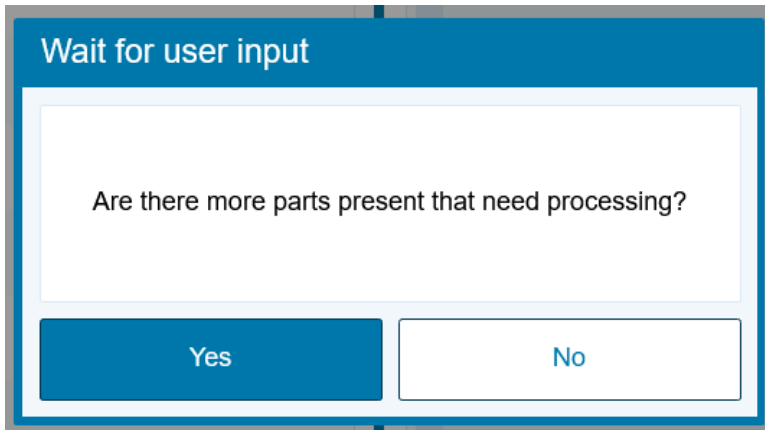 Wait for user input
Are there more parts present that need processing?
Yes
No